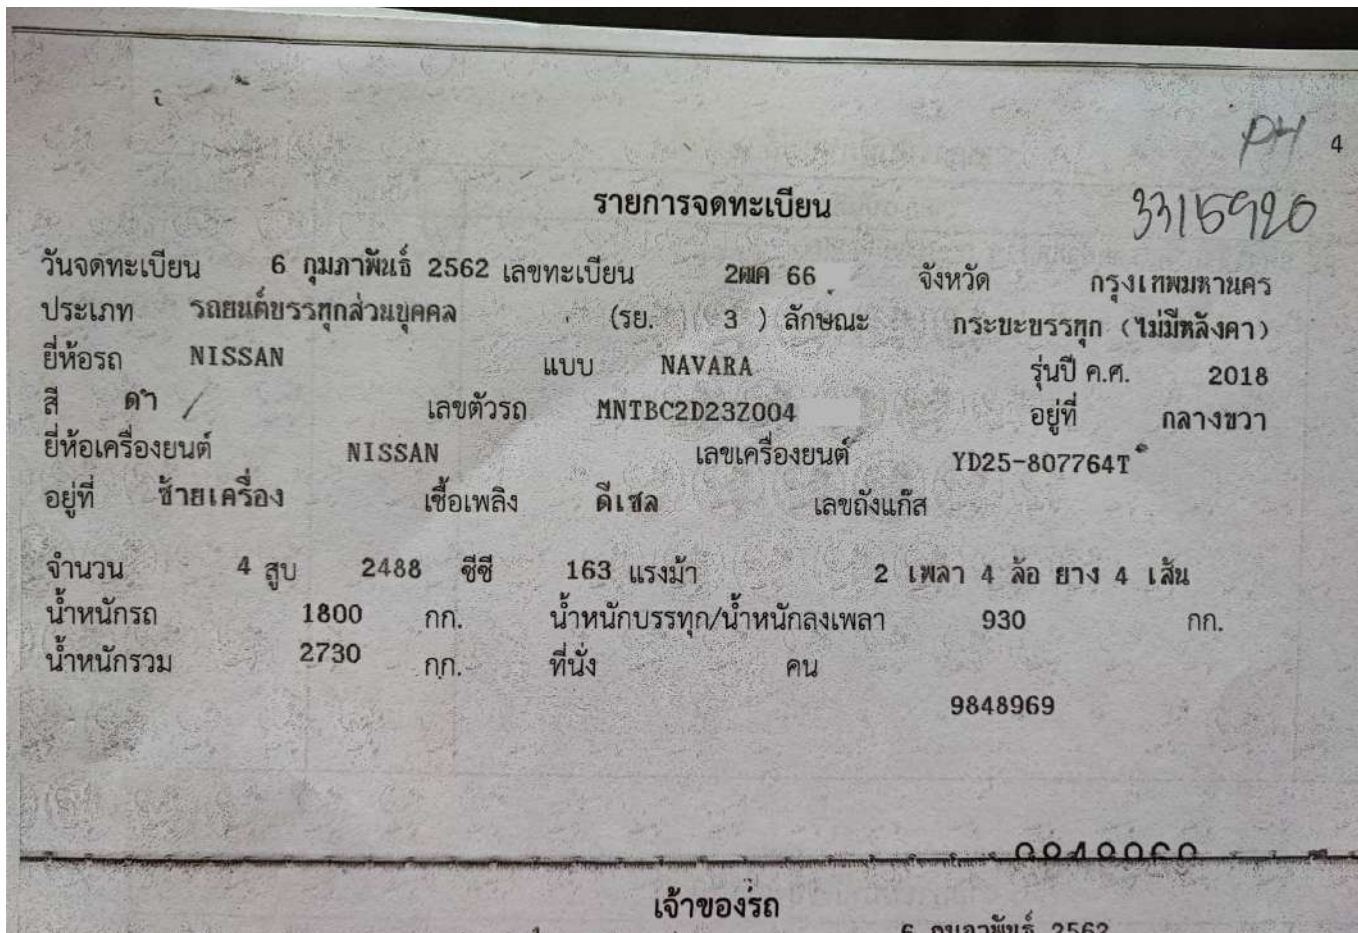 PH 4
รายการจดทะเบียน 3315920
วันจดทะเบียน 6 กุมภาพันธ์ 2562 เลขทะเบียน 2ฒค 66 จังหวัด กรุงเทพมหานคร
ประเภท รถยนต์บรรทุกส่วนบุคคล (รย. 3 ) ลักษณะ กระบะบรรทุก (ไม่มีหลังคา)
ยี่ห้อรถ NISSAN แบบ NAVARA รุ่นปี ค.ศ. 2018
สี ดำ / เลขตัวรถ MNTBC2D23Z004 อยู่ที่ กลางขวา
ยี่ห้อเครื่องยนต์ NISSAN เลขเครื่องยนต์ YD25-807764T
อยู่ที่ ซ้ายเครื่อง เชื้อเพลิง ดีเซล เลขถังแก๊ส
จำนวน 4 สูบ 2488 ซีซี 163 แรงม้า 2 เพลา 4 ล้อ ยาง 4 เส้น
น้ำหนักรถ 1800 กก. น้ำหนักบรรทุก/น้ำหนักลงเพลา 930 กก.
น้ำหนักรวม 2730 กก. ที่นั่ง คน
9848969
เจ้าของรถ
6 กุมภาพันธ์ 2562